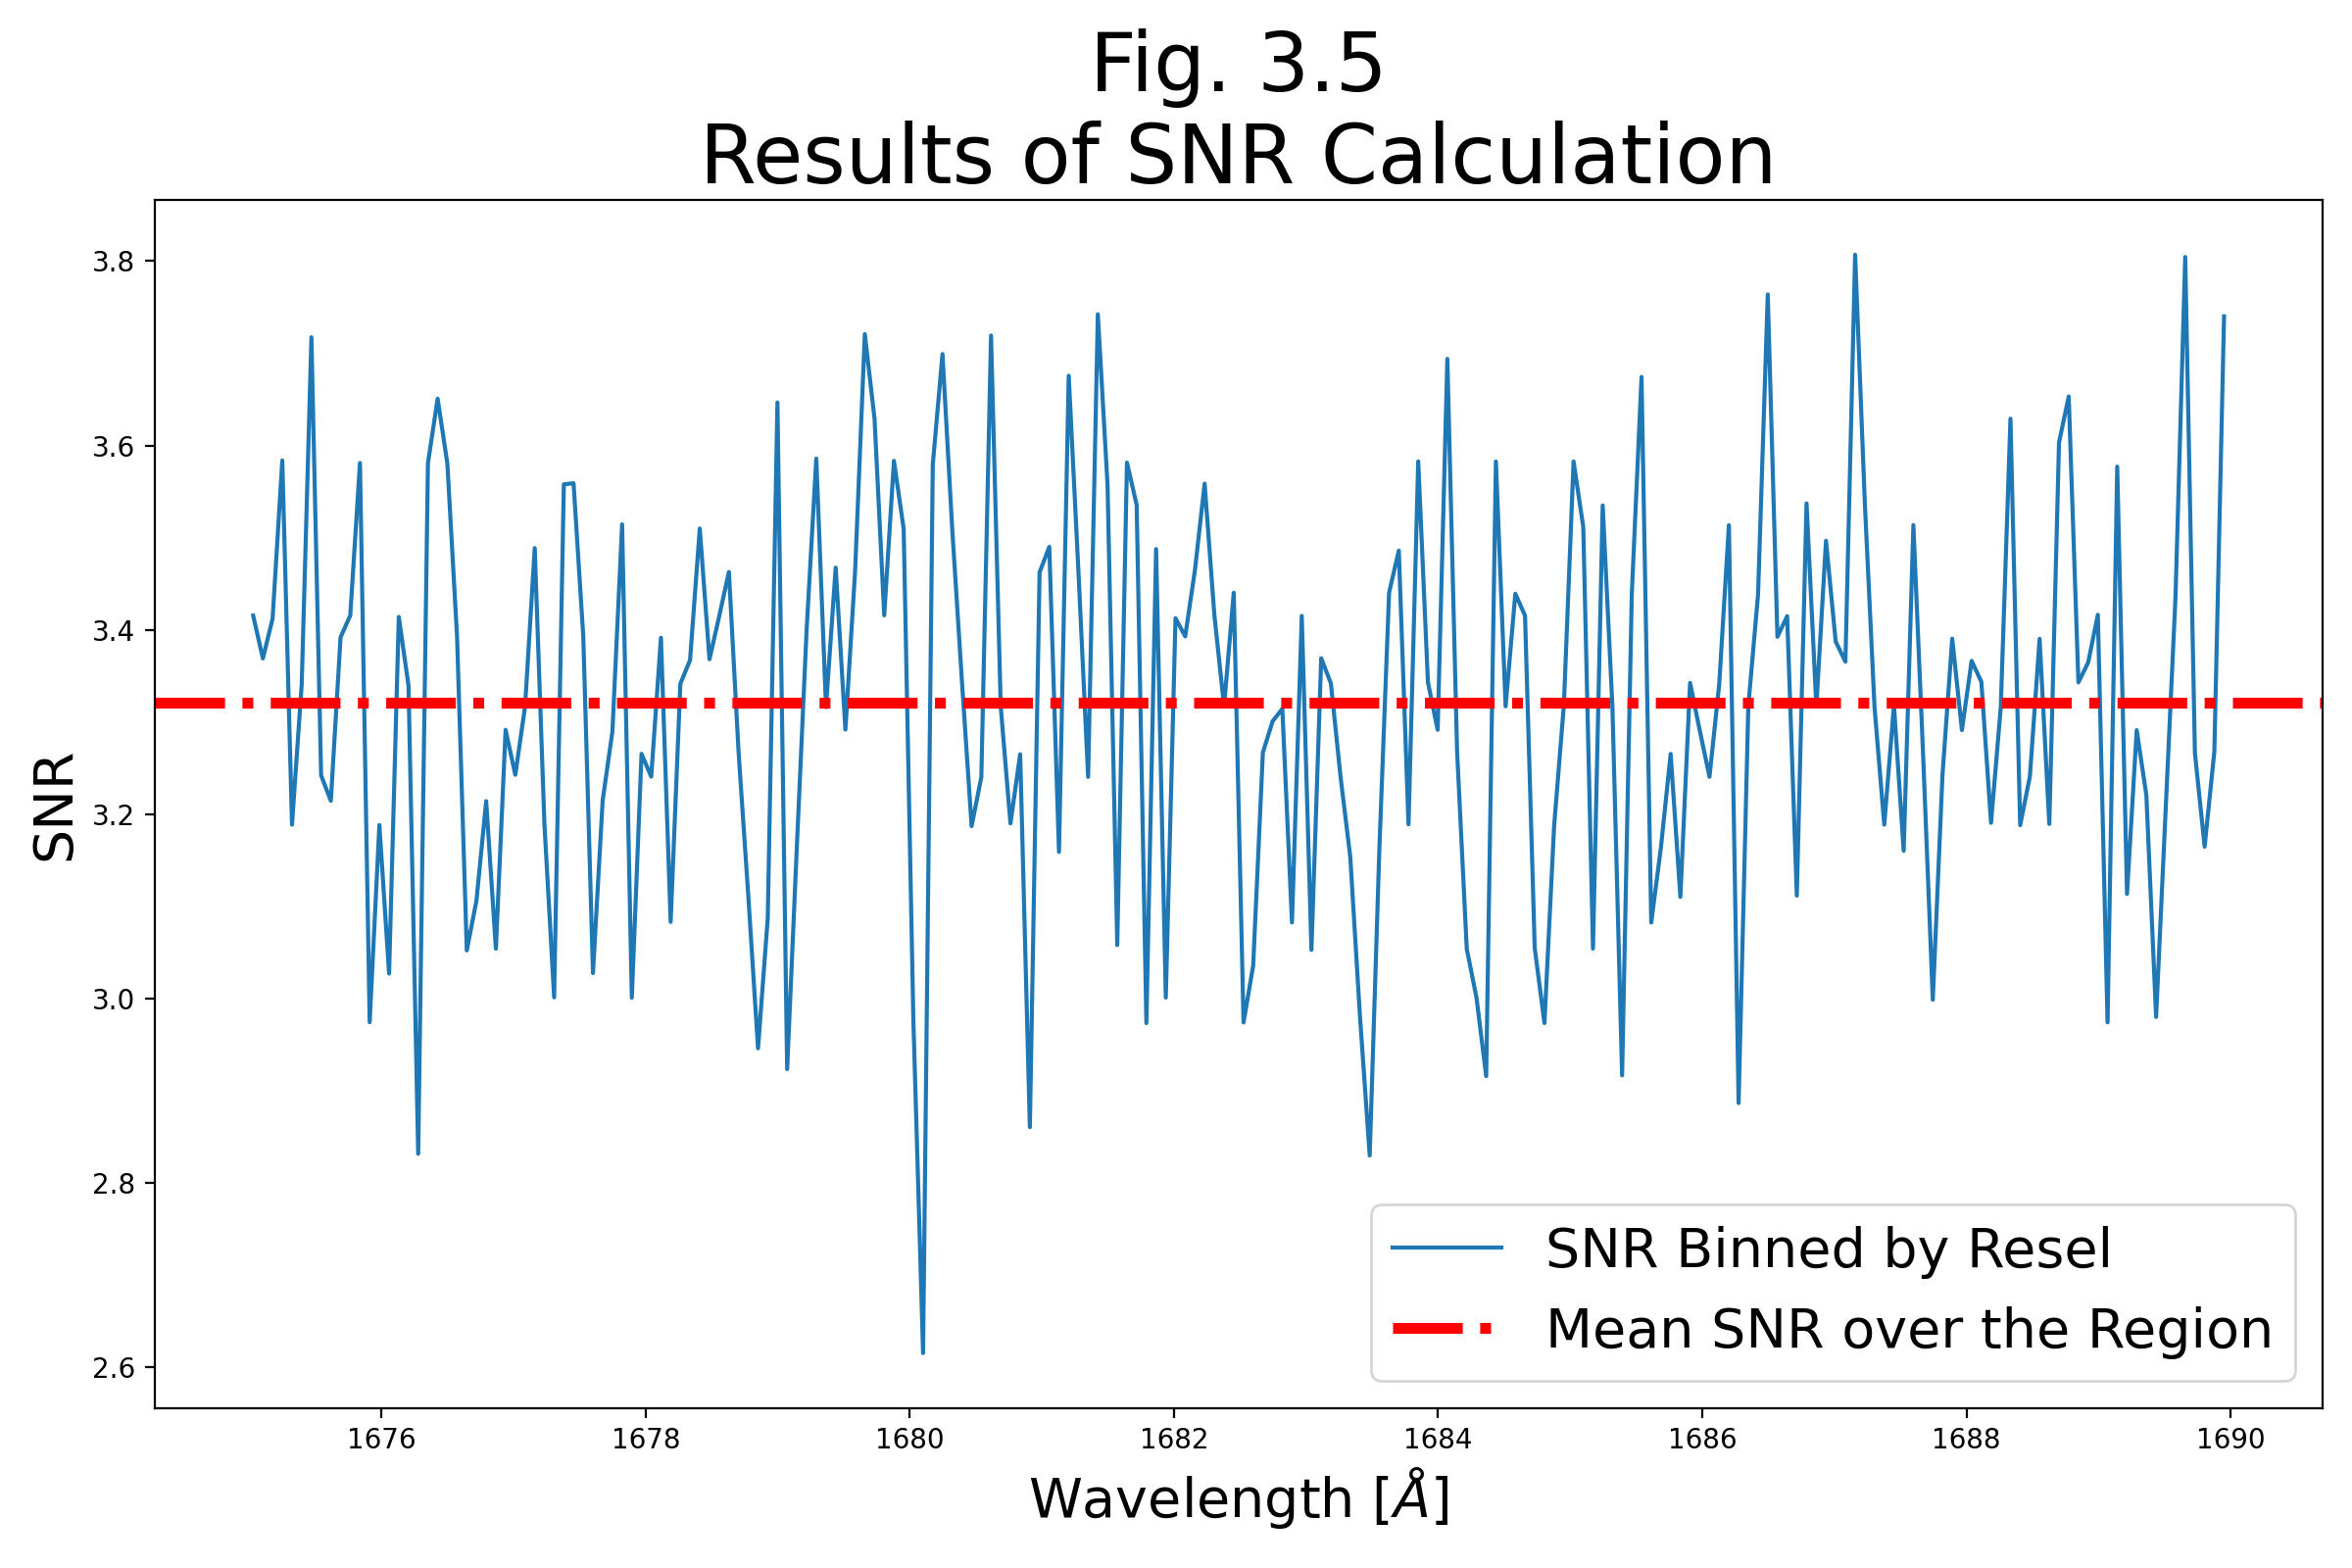 Fig. 3.5
Results of SNR Calculation
3.8
3.6
3.4
3.2
3.0
2.8
2.6
SNR
SNR Binned by Resel
Mean SNR over the Region
1676 1678 1680 1682 1684 1686 1688 1690
Wavelength [Å]